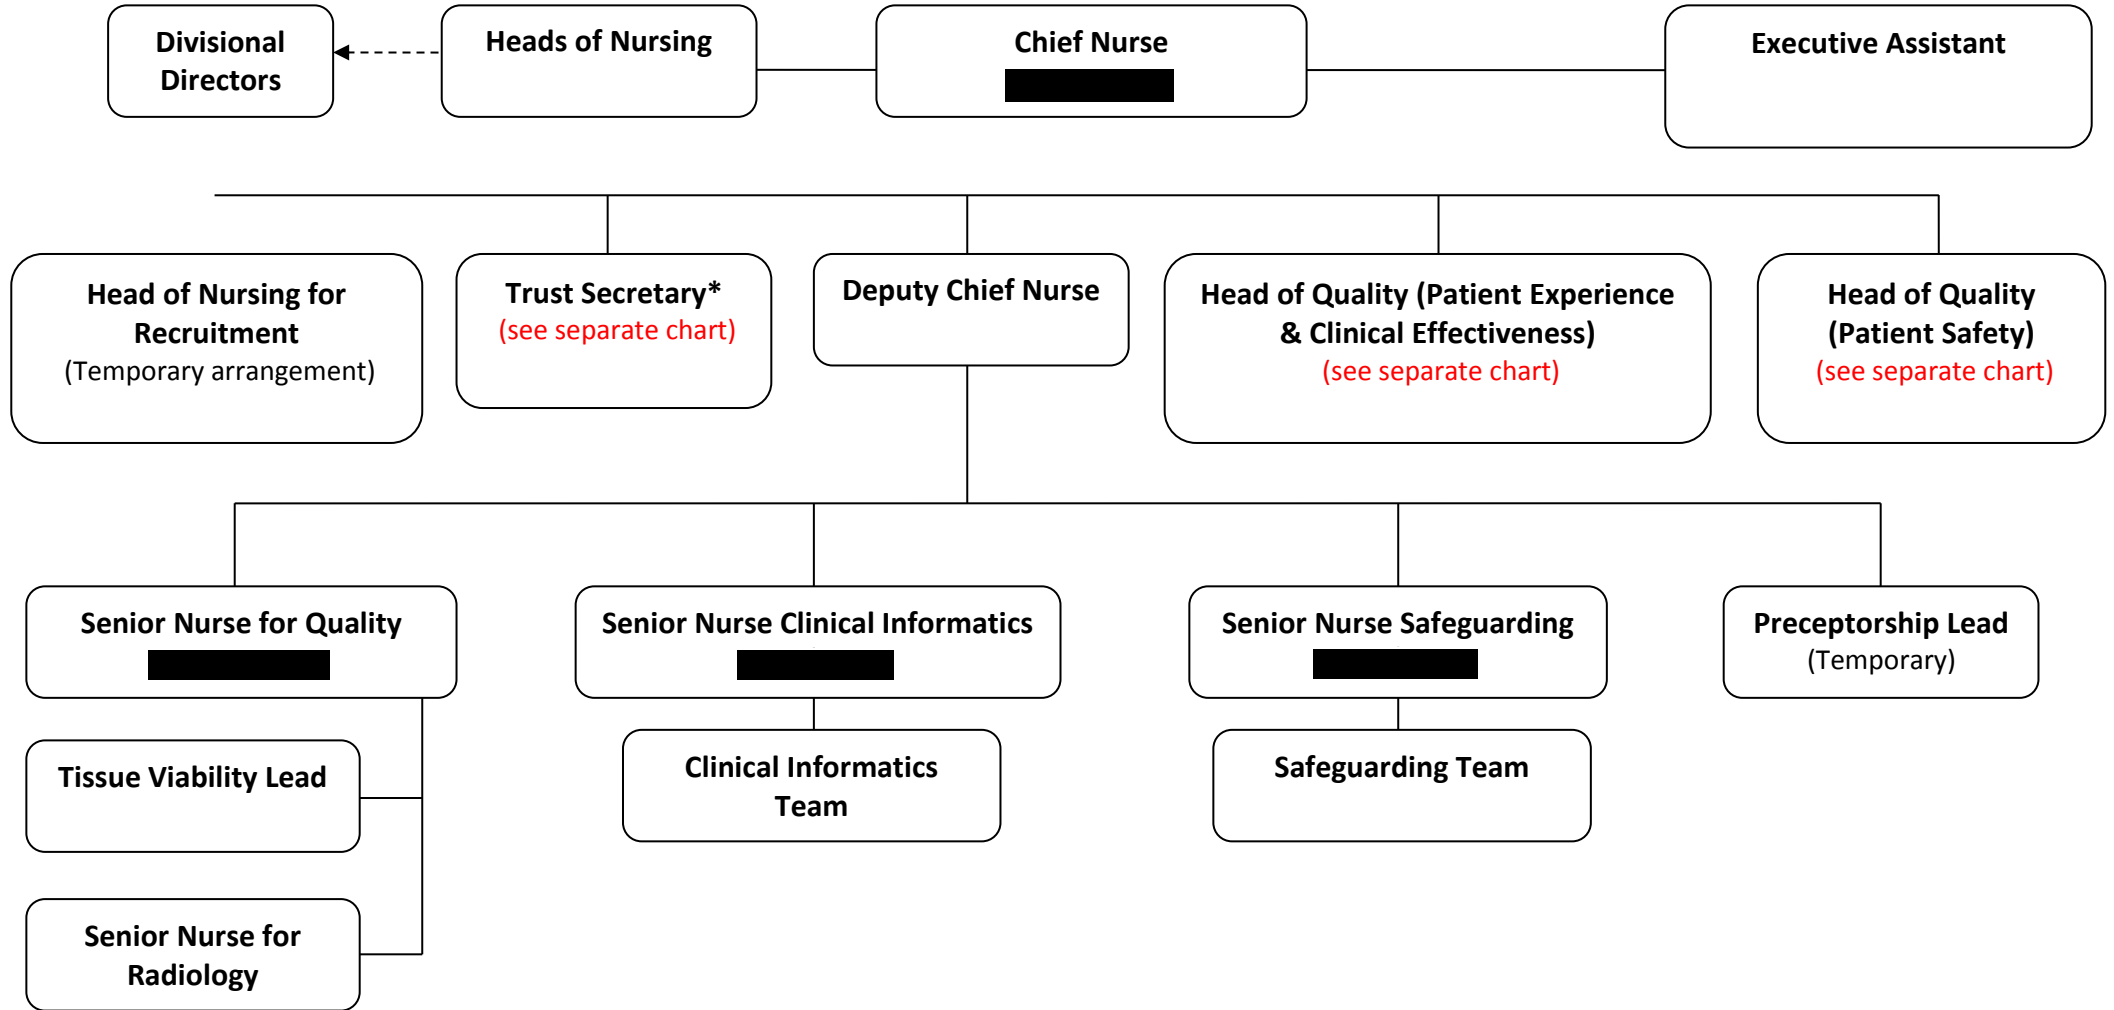 Divisional
Directors
Heads of Nursing
Chief Nurse
Executive Assistant
Head of Nursing for
Recruitment
(Temporary arrangement)
Trust Secretary*
(see separate chart)
Deputy Chief Nurse
Head of Quality (Patient Experience
& Clinical Effectiveness)
(see separate chart)
Head of Quality
(Patient Safety)
(see separate chart)
Senior Nurse for Quality
Senior Nurse Clinical Informatics
Senior Nurse Safeguarding
Preceptorship Lead
(Temporary)
Tissue Viability Lead
Clinical Informatics
Team
Safeguarding Team
Senior Nurse for
Radiology